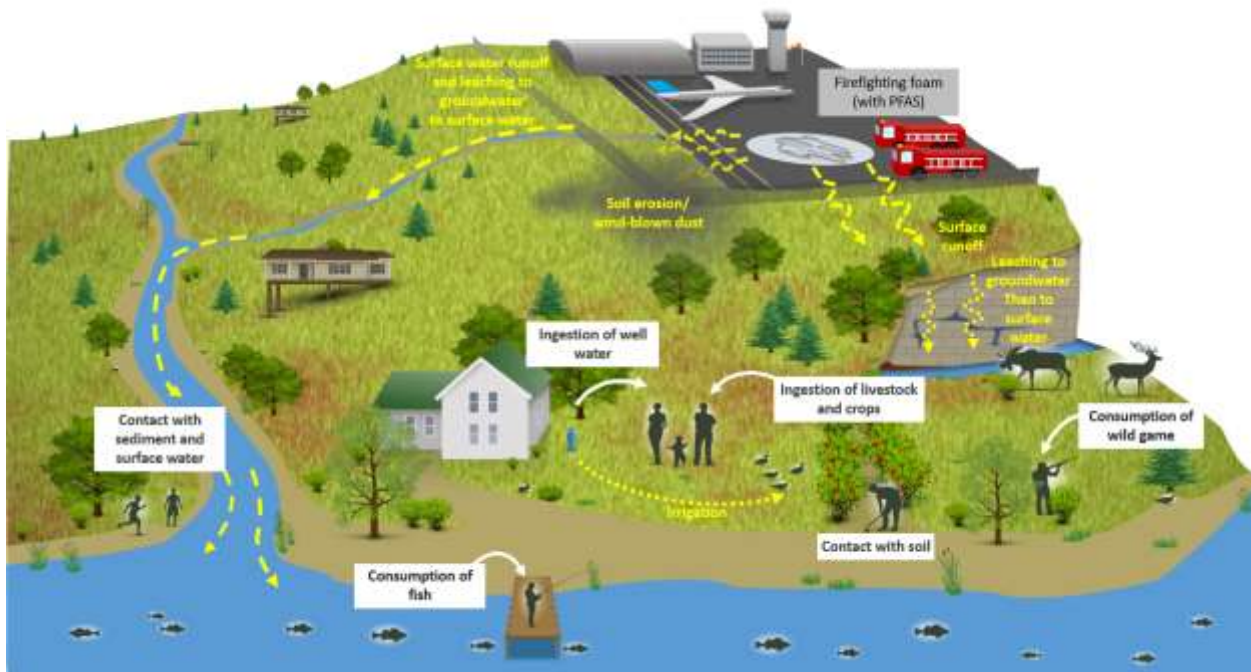 Surface water runoff
and leaching to
groundwater
to surface water
Firefighting foam
(with PFAS)
Soil erosion/
wind-blown dust
Surface
runoff
Leaching to
groundwater
Then to
surface
water
Ingestion of well
water
Ingestion of livestock
and crops
Consumption of
wild game
Contact with
sediment and
surface water
Irrigation
Contact with soil
Consumption of
fish